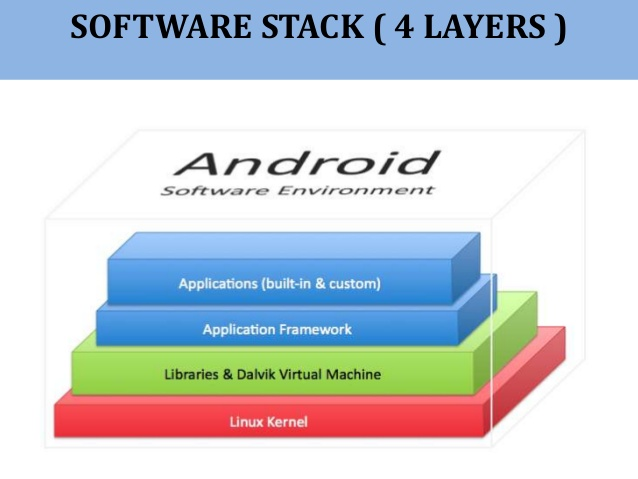 SOFTWARE STACK ( 4 LAYERS )
Android
Software Environment
Applications (built-in & custom)
Application Framework
Libraries & Dalvik Virtual Machine
Linux Kernel